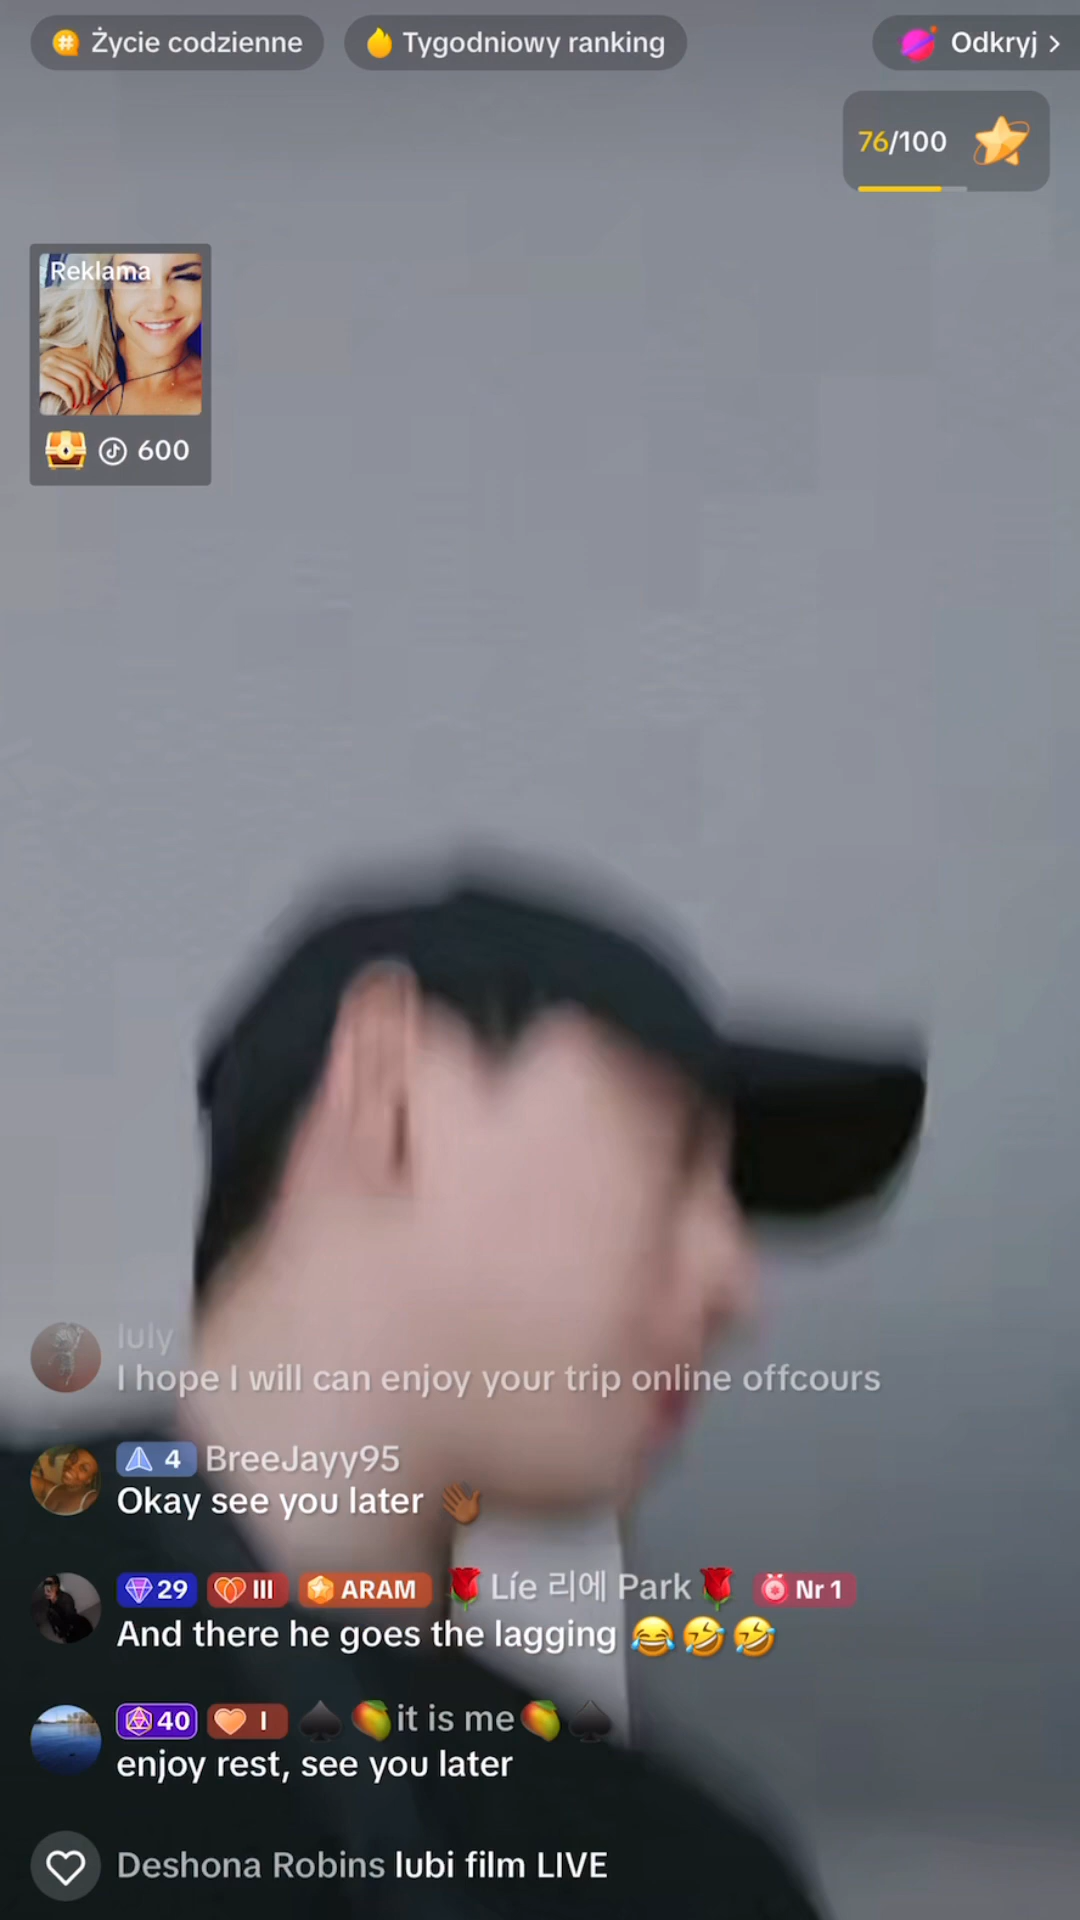 Życie codzienne
Tygodniowy ranking
Odkryj >
76/100
Reklama
600
luly
I hope I will can enjoy your trip online offcours
4 BreeJayy95
Okay see you later 👋🏾
29 III ARAM 🌹Líe 리에 Park🌹 Nr 1
And there he goes the lagging 😂🤣🤣
40 I ♠️🥭it is me🥭♠️
enjoy rest, see you later
Deshona Robins lubi film LIVE